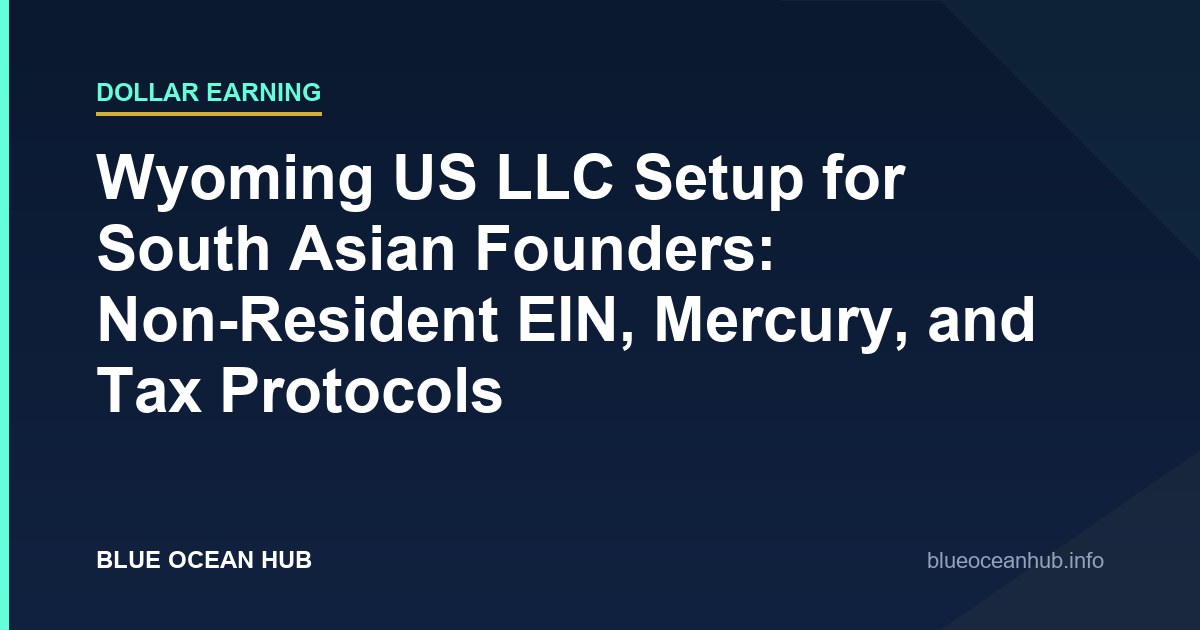 DOLLAR EARNING
Wyoming US LLC Setup for
South Asian Founders:
Non-Resident EIN, Mercury, and
Tax Protocols
BLUE OCEAN HUB
blueoceanhub.info